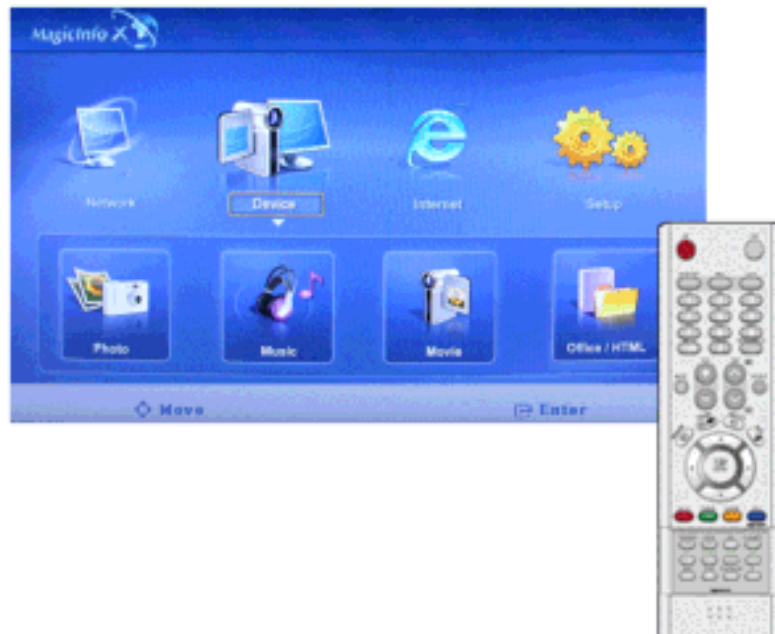 MagicInfo X
Network Device Internet Setup
Photo Music Movie Office / HTML
Move Enter